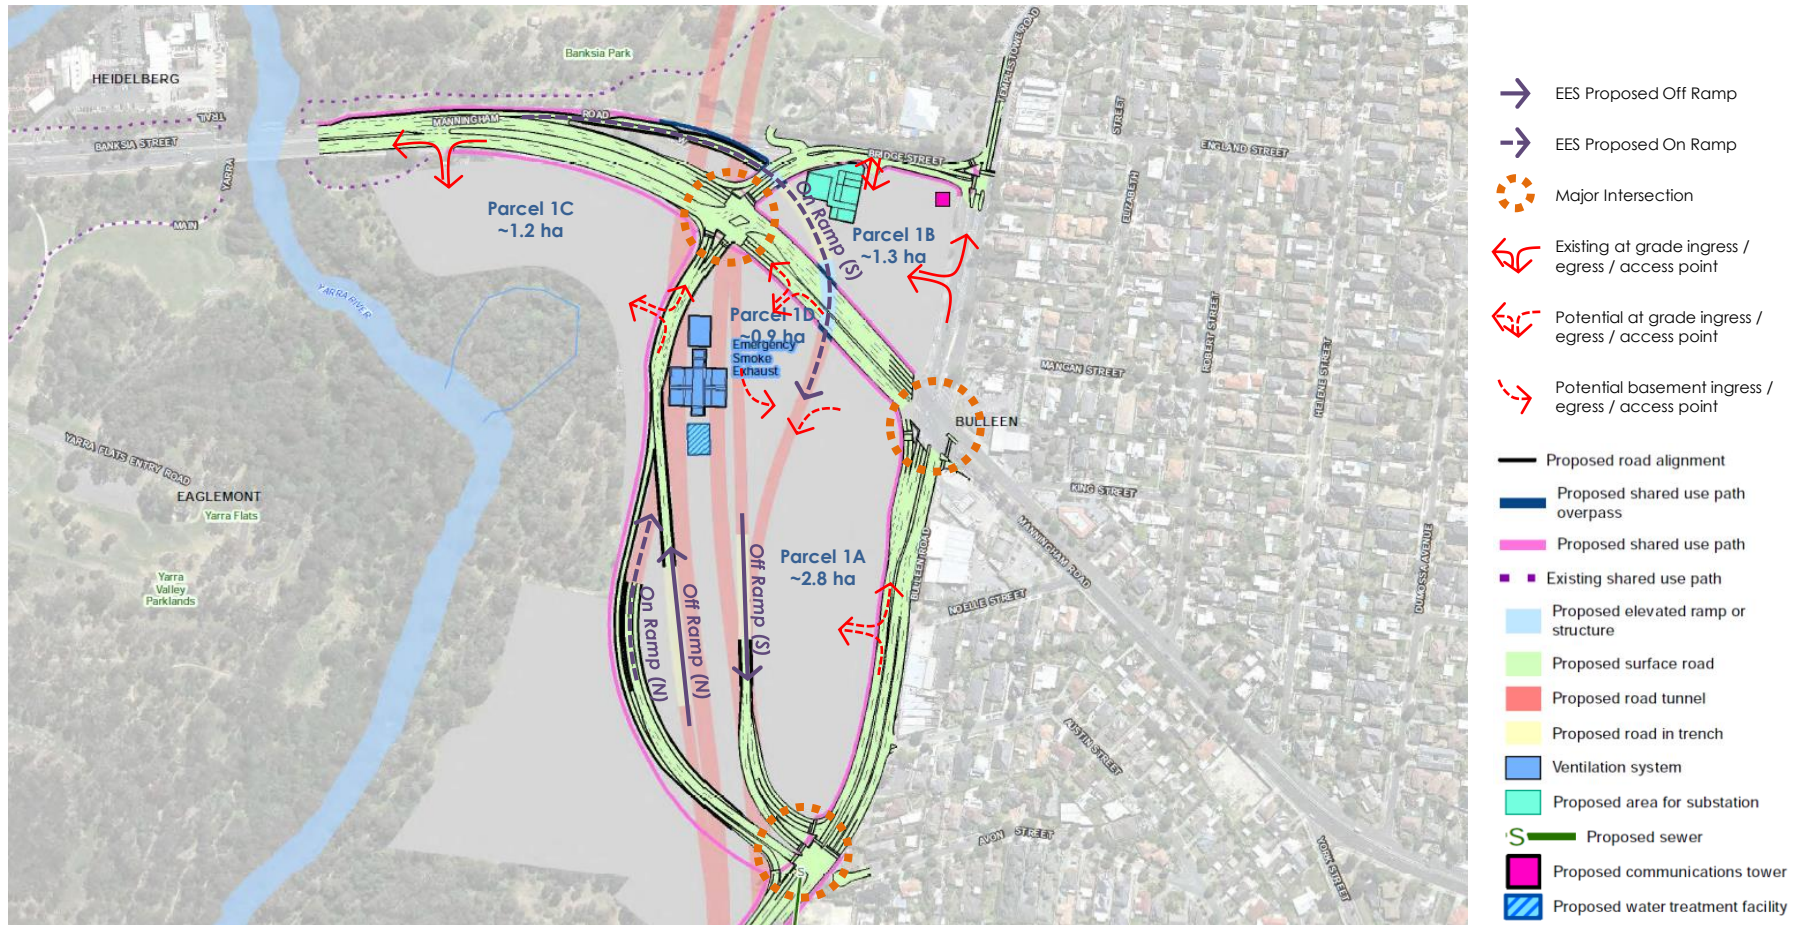 Banksia Park
HEIDELBERG
TRAIL
BANKSIA STREET
MANNINGHAM
ROAD
W
YARRA
MAIN
YARRA RIVER
YARRA FLATS ENTRY ROAD
EAGLEMONT
Yarra Flats
Yarra
Valley
Parklands
Parcel 1C
~1.2 ha
BRIDGE STREET
TEMPLESTOWE ROAD
STREET
ELIZABETH
ENGLAND STREET
On Ramp (S)
Parcel 1B
~1.3 ha
Parcel 1D
~0.9 ha
Emergency
Smoke
Exhaust
ROBERT STREET
HELENE STREET
MANGAN STREET
BULLEEN
KING STREET
MANNINGHAM ROAD
BULLEEN ROAD
NOELLE STREET
DUMOSSA AVENUE
Parcel 1A
~2.8 ha
On Ramp (N)
Off Ramp (N)
Off Ramp (S)
AUSTIN STREET
AVON STREET
YORK STREET
S
EES Proposed Off Ramp
EES Proposed On Ramp
Major Intersection
Existing at grade ingress /
egress / access point
Potential at grade ingress /
egress / access point
Potential basement ingress /
egress / access point
Proposed road alignment
Proposed shared use path
overpass
Proposed shared use path
Existing shared use path
Proposed elevated ramp or
structure
Proposed surface road
Proposed road tunnel
Proposed road in trench
Ventilation system
Proposed area for substation
S
Proposed sewer
Proposed communications tower
Proposed water treatment facility